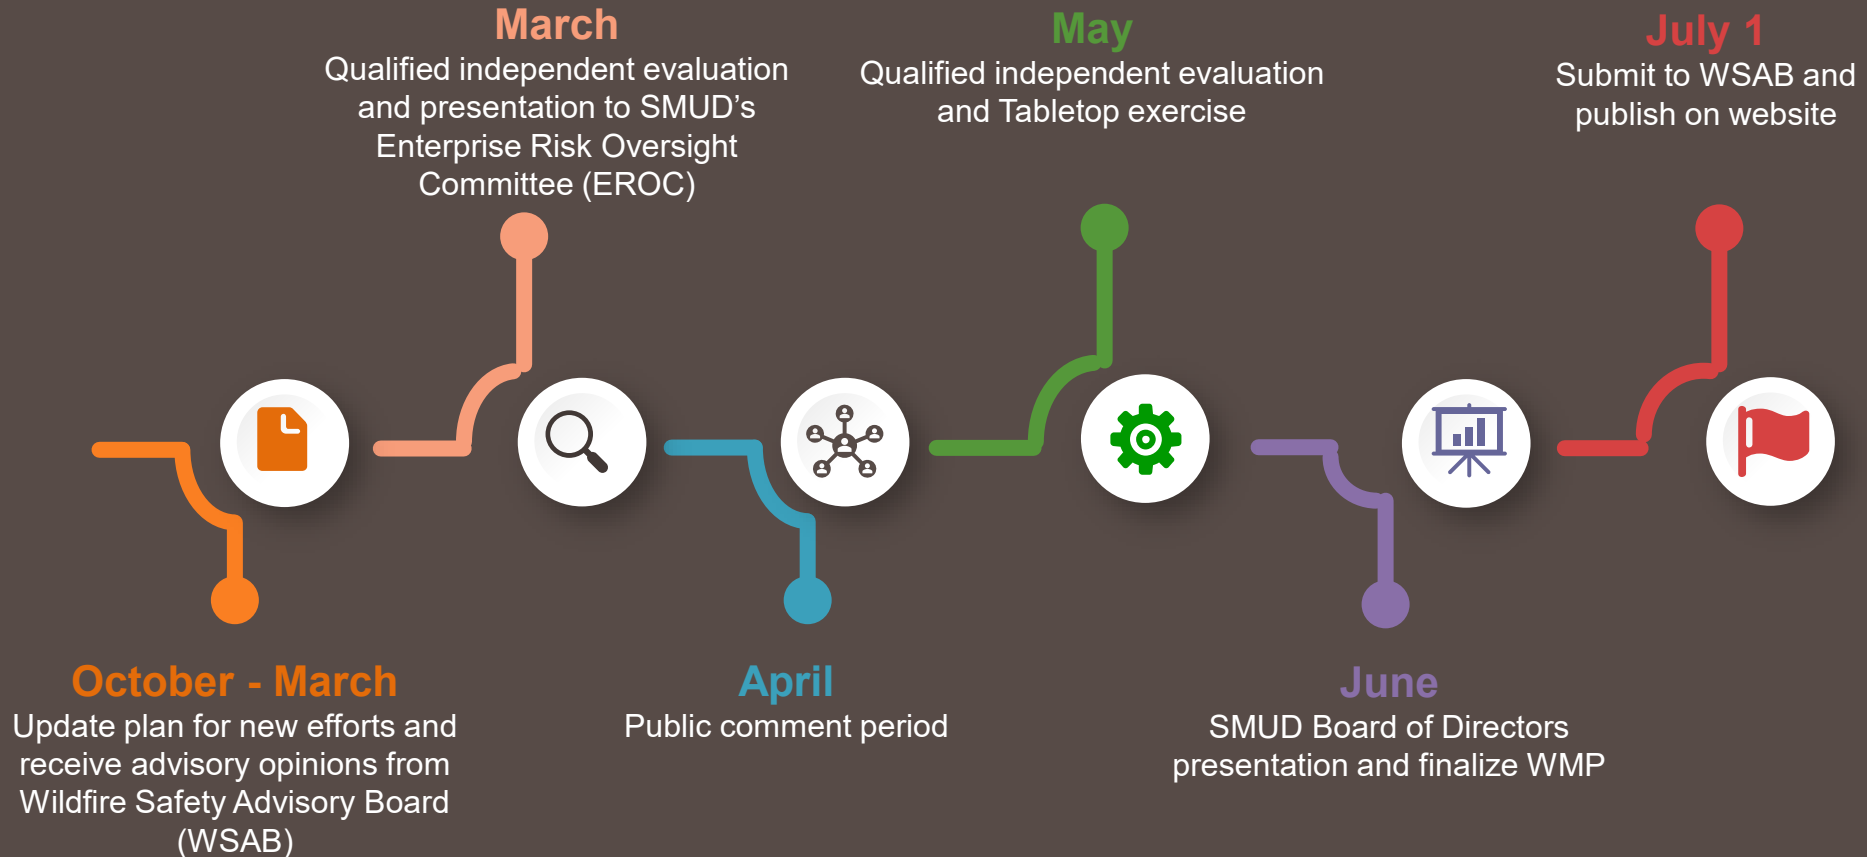 March
Qualified independent evaluation
and presentation to SMUD’s
Enterprise Risk Oversight
Committee (EROC)
May
Qualified independent evaluation
and Tabletop exercise
July 1
Submit to WSAB and
publish on website
October - March
Update plan for new efforts and
receive advisory opinions from
Wildfire Safety Advisory Board
(WSAB)
April
Public comment period
June
SMUD Board of Directors
presentation and finalize WMP